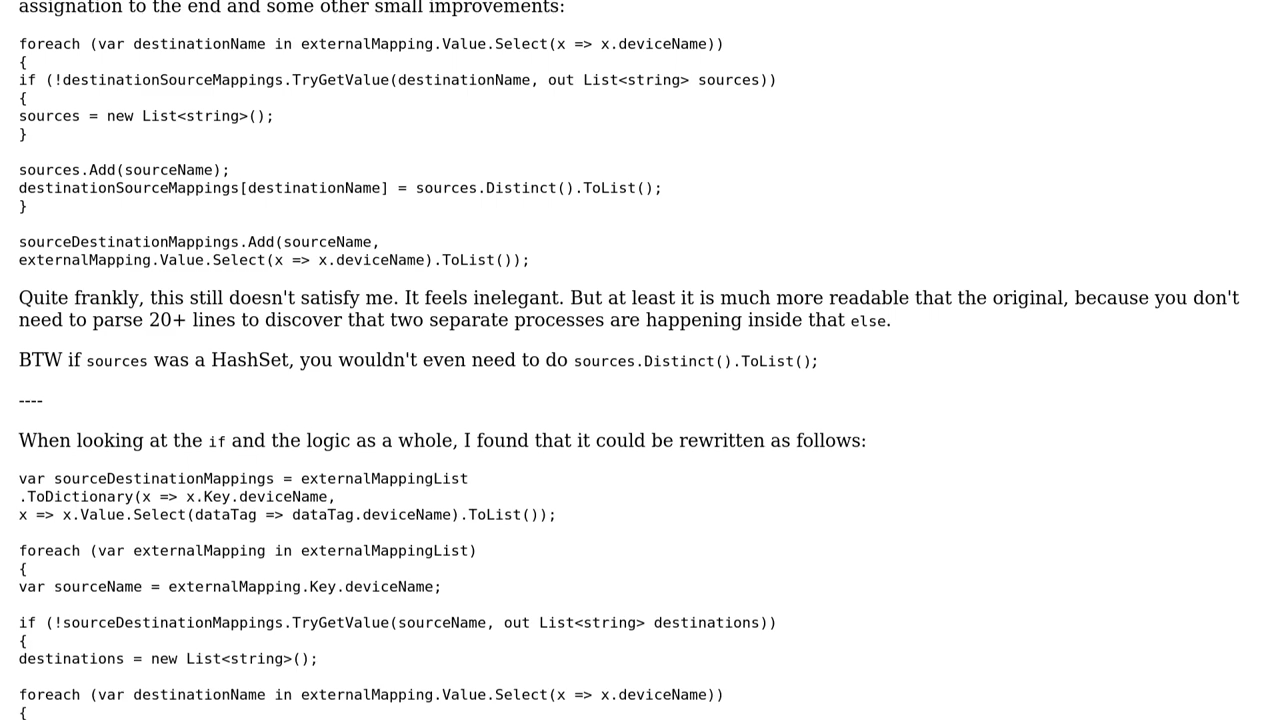 assignation to the end and some other small improvements:
foreach (var destinationName in externalMapping.Value.Select(x => x.deviceName))
{
if (!destinationSourceMappings.TryGetValue(destinationName, out List<string> sources))
{
sources = new List<string>();
}
sources.Add(sourceName);
destinationSourceMappings[destinationName] = sources.Distinct().ToList();
}
sourceDestinationMappings.Add(sourceName,
externalMapping.Value.Select(x => x.deviceName).ToList());
Quite frankly, this still doesn't satisfy me. It feels inelegant. But at least it is much more readable that the original, because you don't
need to parse 20+ lines to discover that two separate processes are happening inside that else.
BTW if sources was a HashSet, you wouldn't even need to do sources.Distinct().ToList();
----
When looking at the if and the logic as a whole, I found that it could be rewritten as follows:
var sourceDestinationMappings = externalMappingList
.ToDictionary(x => x.Key.deviceName,
x => x.Value.Select(dataTag => dataTag.deviceName).ToList());
foreach (var externalMapping in externalMappingList)
{
var sourceName = externalMapping.Key.deviceName;
if (!sourceDestinationMappings.TryGetValue(sourceName, out List<string> destinations))
{
destinations = new List<string>();
foreach (var destinationName in externalMapping.Value.Select(x => x.deviceName))
{